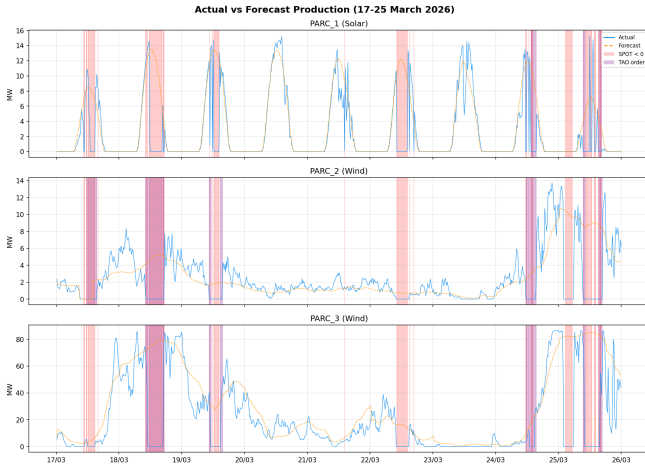 Actual vs Forecast Production (17-25 March 2026)
PARC_1 (Solar)
16
14
12
10
8
6
4
2
0
MW
Actual
Forecast
SPOT < 0
TAO order
PARC_2 (Wind)
14
12
10
8
6
4
2
0
MW
PARC_3 (Wind)
80
60
40
20
0
MW
17/03 18/03 19/03 20/03 21/03 22/03 23/03 24/03 25/03 26/03